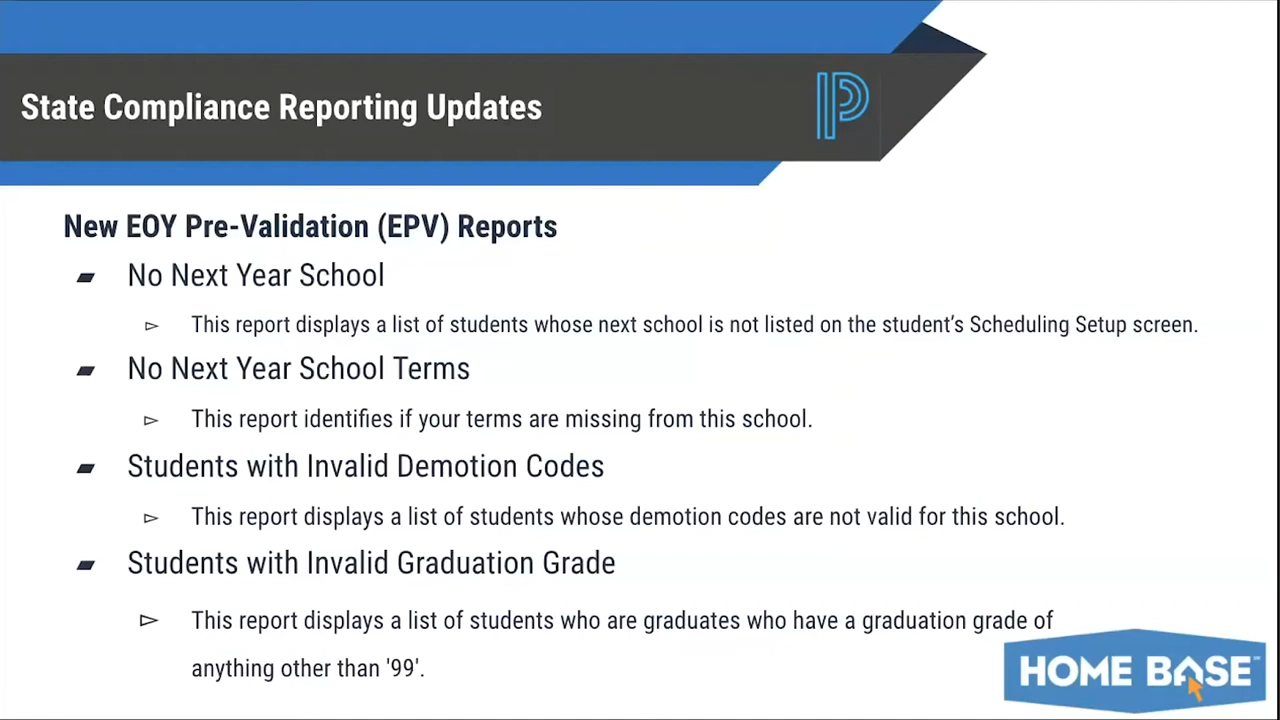 State Compliance Reporting Updates
New EOY Pre-Validation (EPV) Reports
No Next Year School
This report displays a list of students whose next school is not listed on the student’s Scheduling Setup screen.
No Next Year School Terms
This report identifies if your terms are missing from this school.
Students with Invalid Demotion Codes
This report displays a list of students whose demotion codes are not valid for this school.
Students with Invalid Graduation Grade
This report displays a list of students who are graduates who have a graduation grade of
anything other than '99'.
HOME BASE